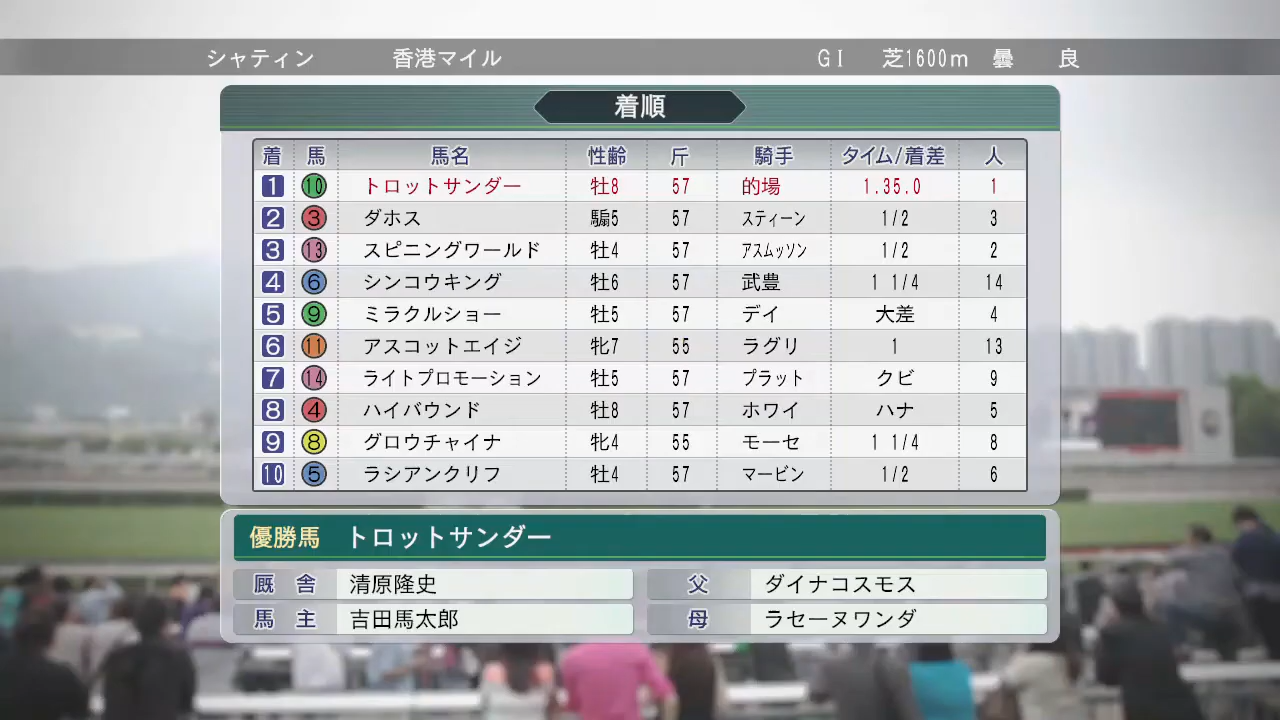 シャティン 香港マイル GI 芝1600m 曇 良
着順
着 馬 馬名 性齢 斤 騎手 タイム/着差 人
1 10 トロットサンダー 牡8 57 的場 1.35.0 1
2 3 ダホス 騸5 57 スティーン 1/2 3
3 13 スピニングワールド 牡4 57 アスムッソン 1/2 2
4 6 シンコウキング 牡6 57 武豊 1 1/4 14
5 9 ミラクルショー 牡5 57 デイ 大差 4
6 11 アスコットエイジ 牝7 55 ラグリ 1 13
7 14 ライトプロモーション 牡5 57 プラット クビ 9
8 4 ハイバウンド 牡8 57 ホワイ ハナ 5
9 8 グロウチャイナ 牝4 55 モーセ 1 1/4 8
10 5 ラシアンクリフ 牡4 57 マービン 1/2 6
優勝馬 トロットサンダー
厩舎 清原隆史 父 ダイナコスモス
馬主 吉田馬太郎 母 ラセーヌワンダ